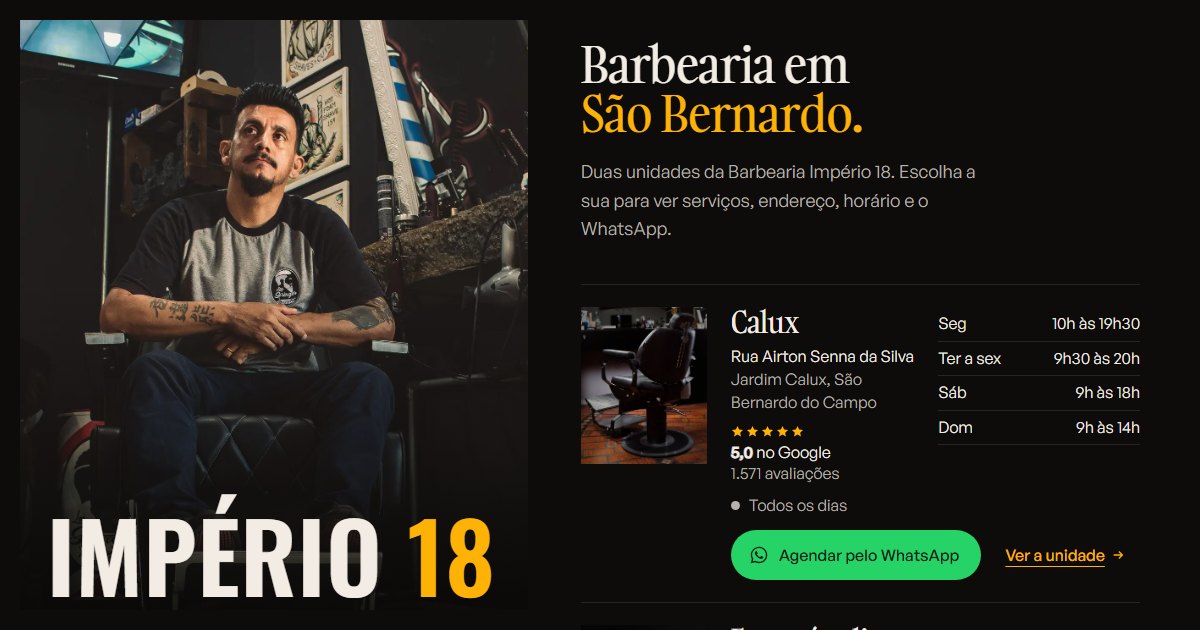 IMPÉRIO 18
Barbearia em
São Bernardo.
Duas unidades da Barbearia Império 18. Escolha a
sua para ver serviços, endereço, horário e o
WhatsApp.
Calux
Rua Airton Senna da Silva
Jardim Calux, São
Bernardo do Campo
5,0 no Google
1.571 avaliações
Todos os dias
Seg 10h às 19h30
Ter a sex 9h30 às 20h
Sáb 9h às 18h
Dom 9h às 14h
Agendar pelo WhatsApp
Ver a unidade →